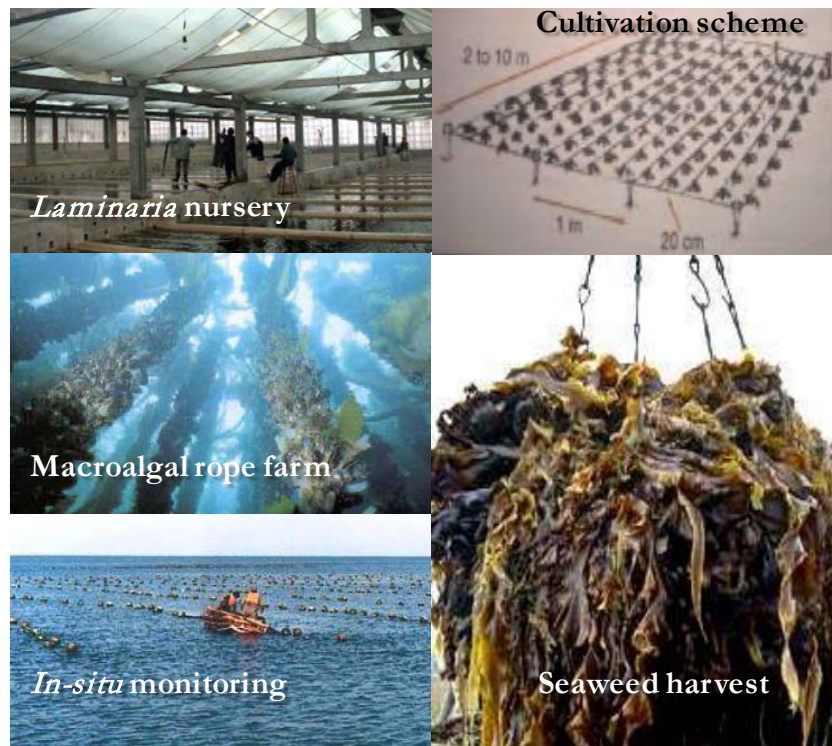 Cultivation scheme
2 to 10 m
1 m
20 cm
Laminaria nursery
Macroalgal rope farm
In-situ monitoring
Seaweed harvest